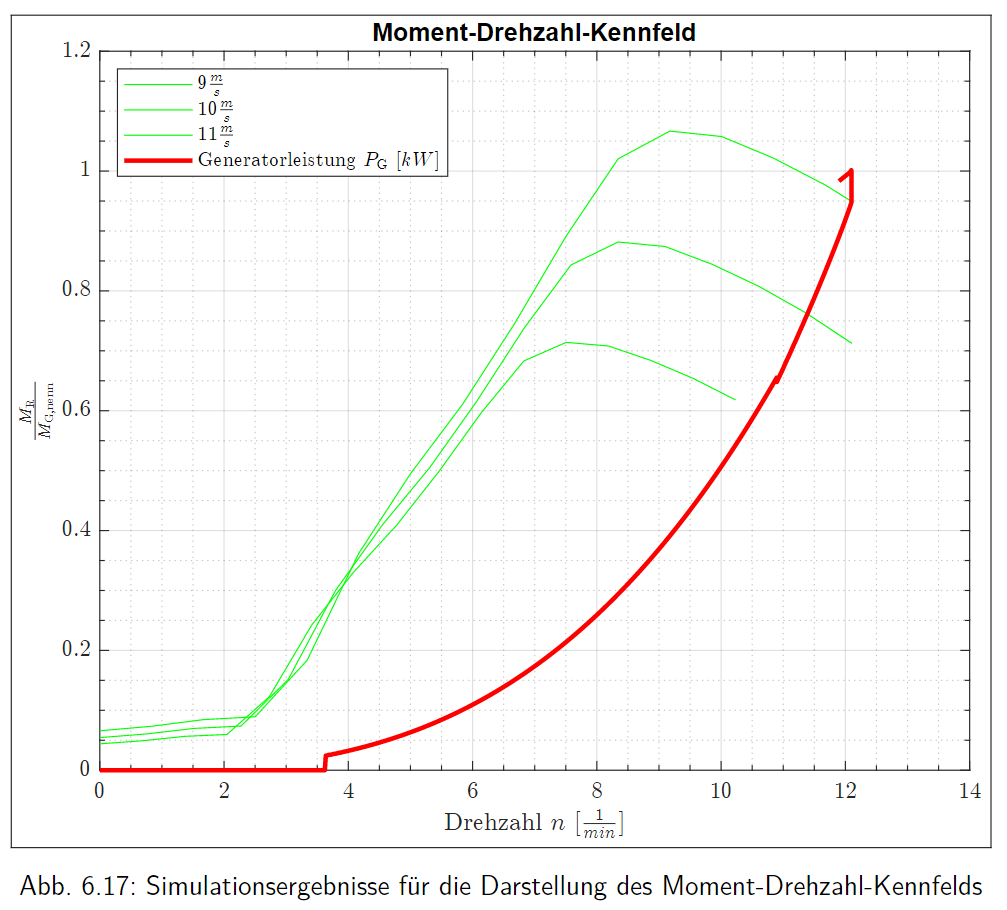 Moment-Drehzahl-Kennfeld
1.2
1
0.8
0.6
0.4
0.2
0
9 m/s
10 m/s
11 m/s
Generatorleistung P_G [kW]
M_R / M_G,nenn
0 2 4 6 8 10 12 14
Drehzahl n [1/min]
Abb. 6.17: Simulationsergebnisse für die Darstellung des Moment-Drehzahl-Kennfelds